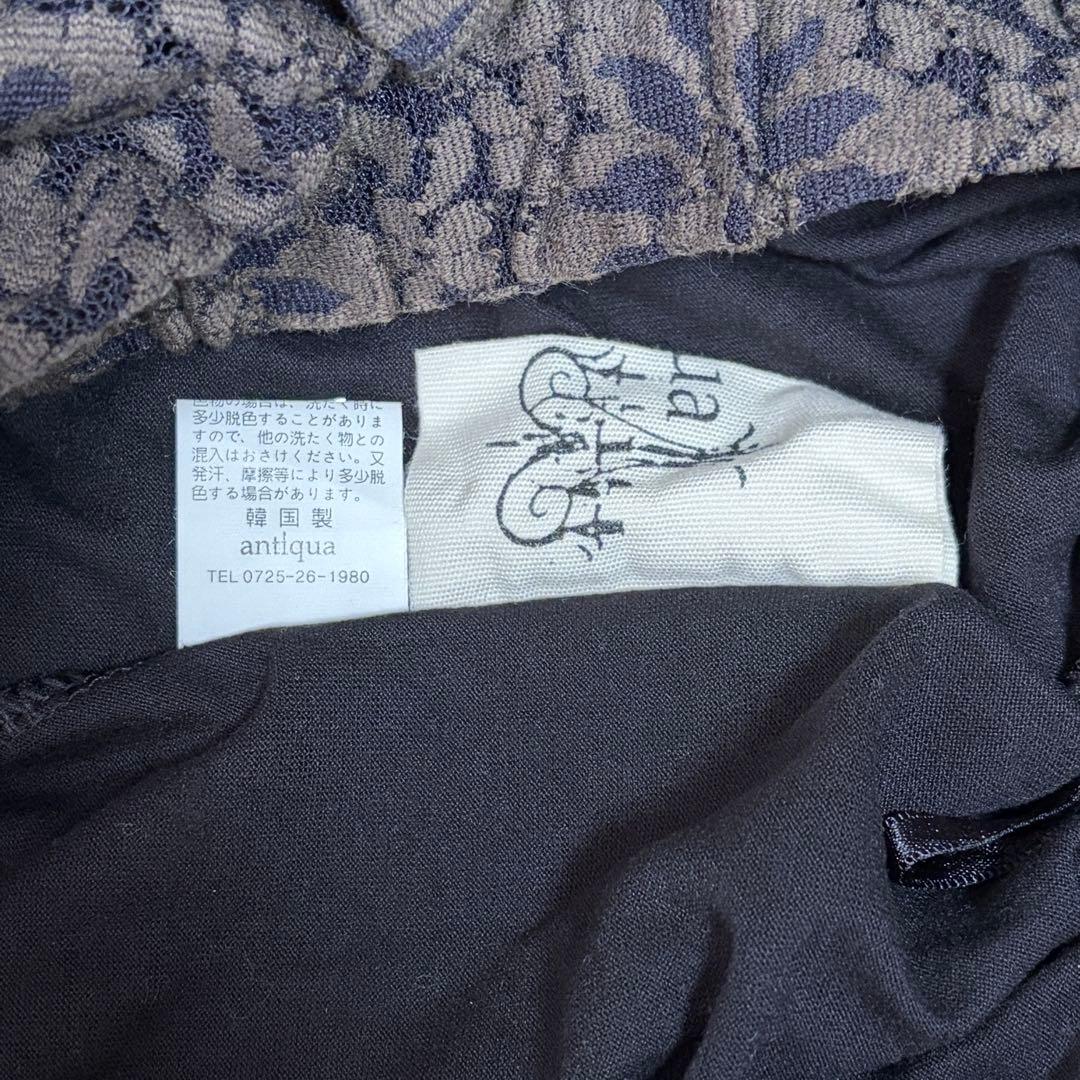 色物の場合は、洗たく時に
多少脱色することがありま
すので、他の洗たく物との
混入はおさけください。又
発汗、摩擦等により多少脱
色する場合があります。
韓国製
antiqua
TEL 0725-26-1980
ua